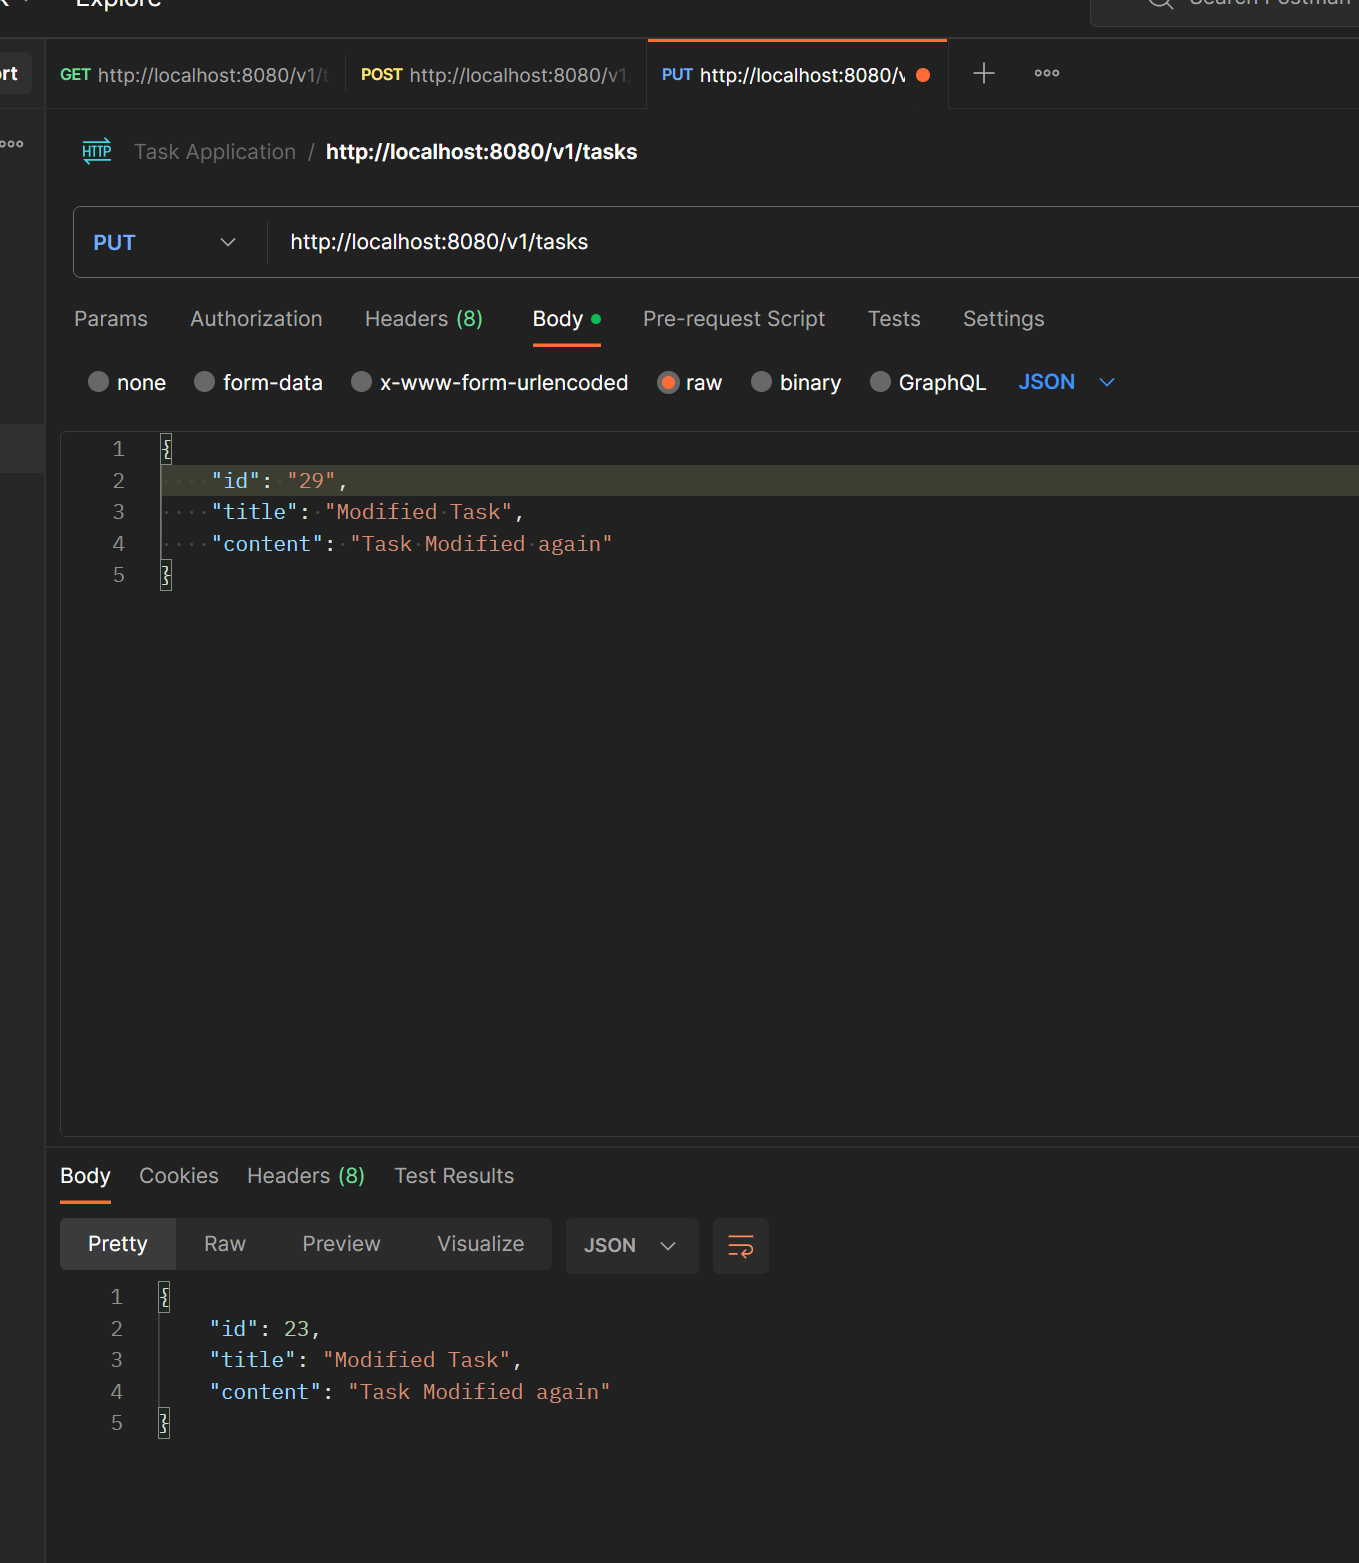 Explore
Search Postman
rt
GET http://localhost:8080/v1/t
POST http://localhost:8080/v1/
PUT http://localhost:8080/v
HTTP Task Application / http://localhost:8080/v1/tasks
PUT http://localhost:8080/v1/tasks
Params Authorization Headers (8) Body Pre-request Script Tests Settings
none form-data x-www-form-urlencoded raw binary GraphQL JSON
1 {
2 "id": "29",
3 "title": "Modified Task",
4 "content": "Task Modified again"
5 }
Body Cookies Headers (8) Test Results
Pretty Raw Preview Visualize JSON
1 {
2 "id": 23,
3 "title": "Modified Task",
4 "content": "Task Modified again"
5 }